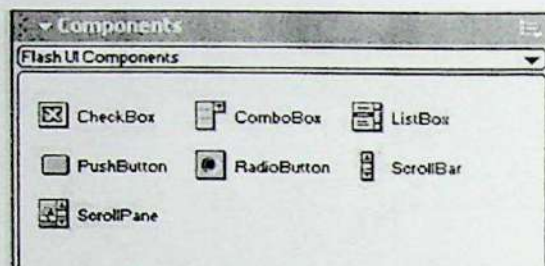 Components
Flash UI Components
CheckBox ComboBox ListBox
PushButton RadioButton ScrollBar
ScrollPane